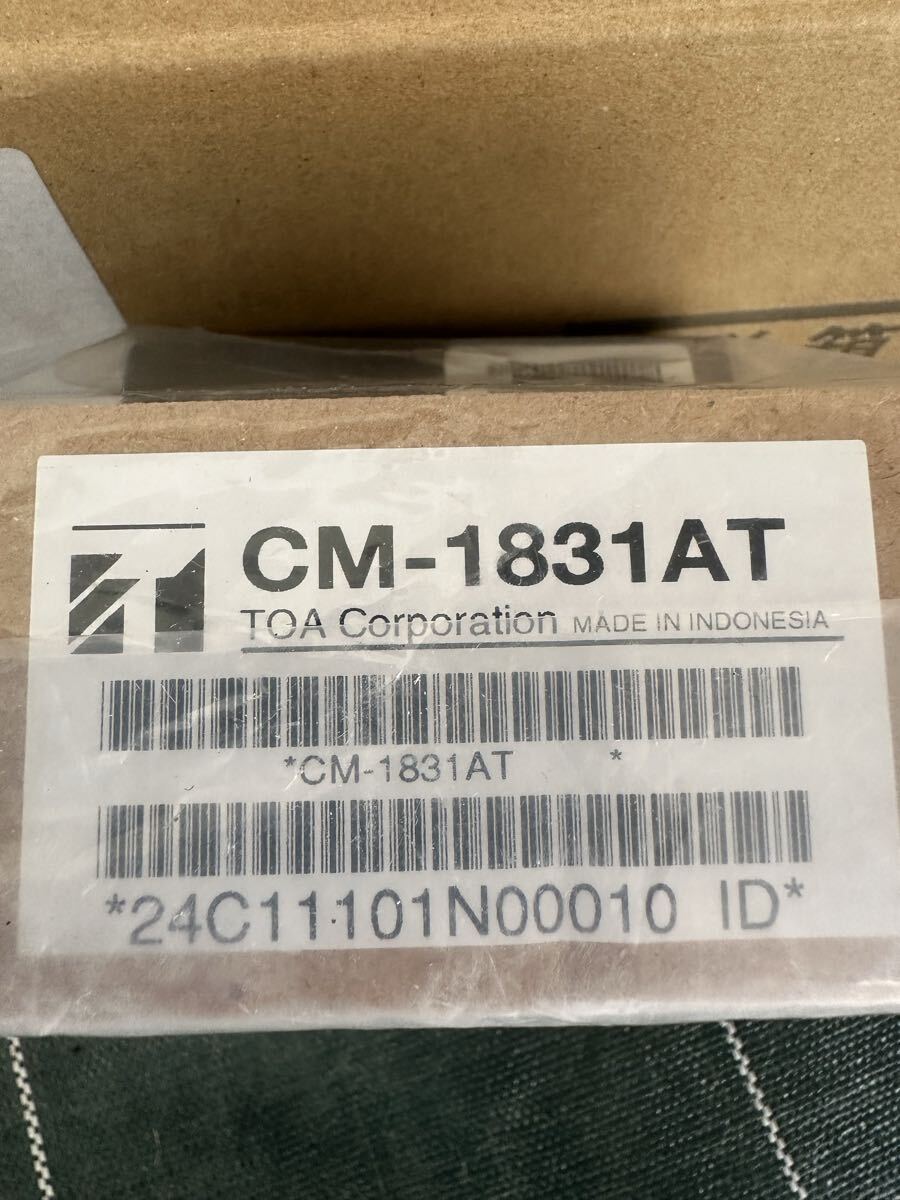 CM-1831AT
TOA Corporation MADE IN INDONESIA
*CM-1831AT *
*24C11101N00010 ID*